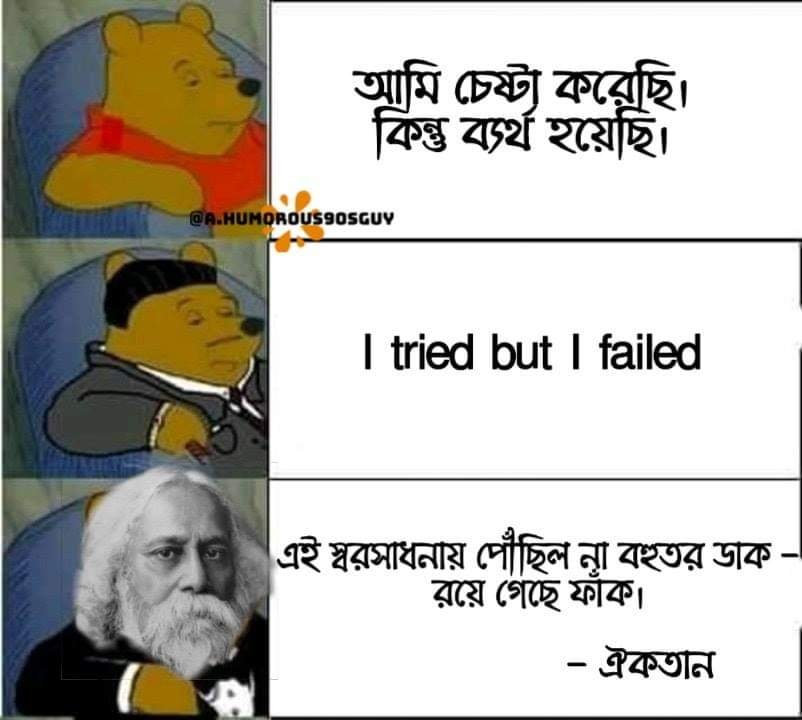 আমি চেষ্টা করেছি।
কিন্তু ব্যর্থ হয়েছি।
@A.HUMOROUS90SGUY
I tried but I failed
এই স্বরসাধনায় পৌঁছিল না বহুতর ডাক –
রয়ে গেছে ফাঁক।
– ঐকতান